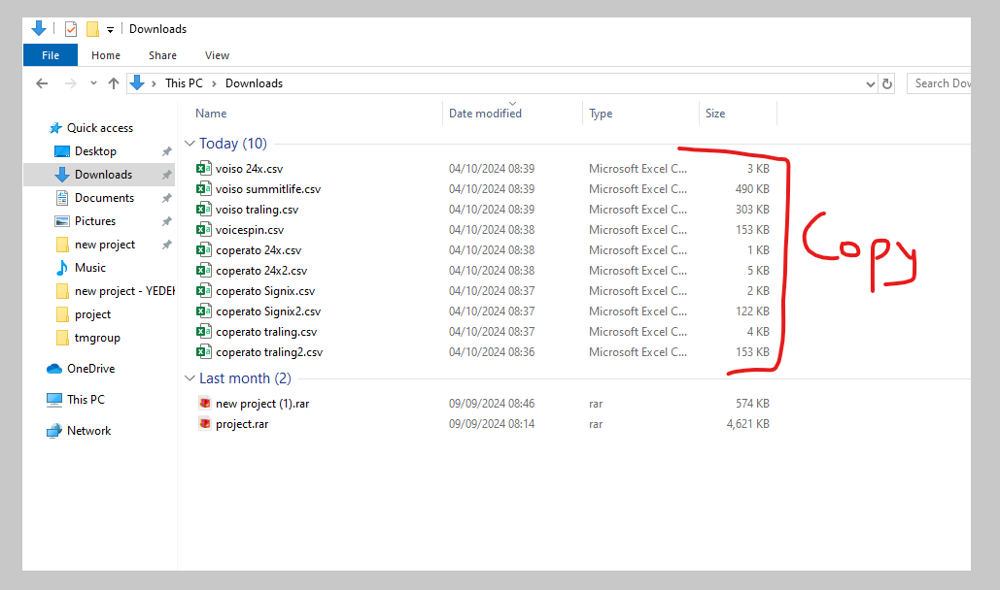 Downloads
File Home Share View
This PC Downloads
Search Dow
Name Date modified Type Size
Quick access
Desktop
Downloads
Documents
Pictures
new project
Music
new project - YEDEK
project
tmgroup
OneDrive
This PC
Network
Today (10)
voiso 24x.csv 04/10/2024 08:39 Microsoft Excel C... 3 KB
voiso summitlife.csv 04/10/2024 08:39 Microsoft Excel C... 490 KB
voiso traling.csv 04/10/2024 08:39 Microsoft Excel C... 303 KB
voicespin.csv 04/10/2024 08:38 Microsoft Excel C... 153 KB
coperato 24x.csv 04/10/2024 08:38 Microsoft Excel C... 1 KB
coperato 24x2.csv 04/10/2024 08:38 Microsoft Excel C... 5 KB
coperato Signix.csv 04/10/2024 08:37 Microsoft Excel C... 2 KB
coperato Signix2.csv 04/10/2024 08:37 Microsoft Excel C... 122 KB
coperato traling.csv 04/10/2024 08:37 Microsoft Excel C... 4 KB
coperato traling2.csv 04/10/2024 08:36 Microsoft Excel C... 153 KB
Last month (2)
new project (1).rar 09/09/2024 08:46 rar 574 KB
project.rar 09/09/2024 08:14 rar 4,621 KB
Copy